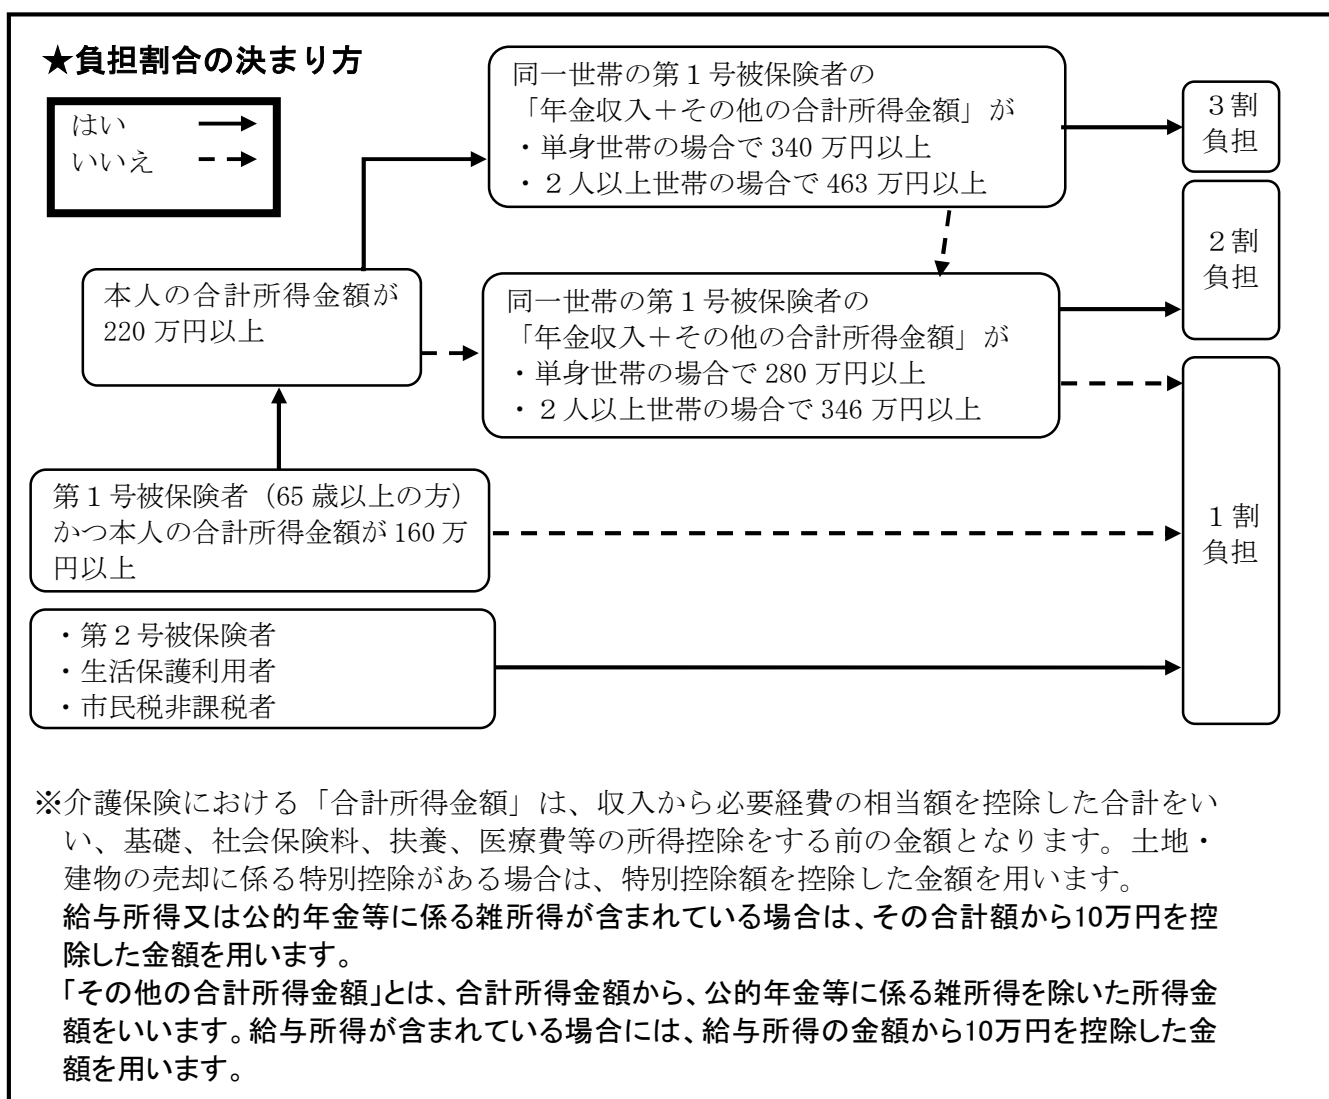 ★負担割合の決まり方
はい
いいえ
同一世帯の第１号被保険者の
「年金収入＋その他の合計所得金額」が
・単身世帯の場合で 340 万円以上
・２人以上世帯の場合で 463 万円以上
３割
負担
２割
負担
本人の合計所得金額が
220 万円以上
同一世帯の第１号被保険者の
「年金収入＋その他の合計所得金額」が
・単身世帯の場合で 280 万円以上
・２人以上世帯の場合で 346 万円以上
第１号被保険者（65 歳以上の方）
かつ本人の合計所得金額が 160 万
円以上
１割
負担
・第２号被保険者
・生活保護利用者
・市民税非課税者
※介護保険における「合計所得金額」は、収入から必要経費の相当額を控除した合計をい
い、基礎、社会保険料、扶養、医療費等の所得控除をする前の金額となります。土地・
建物の売却に係る特別控除がある場合は、特別控除額を控除した金額を用います。
給与所得又は公的年金等に係る雑所得が含まれている場合は、その合計額から10万円を控
除した金額を用います。
「その他の合計所得金額」とは、合計所得金額から、公的年金等に係る雑所得を除いた所得金
額をいいます。給与所得が含まれている場合には、給与所得の金額から10万円を控除した金
額を用います。